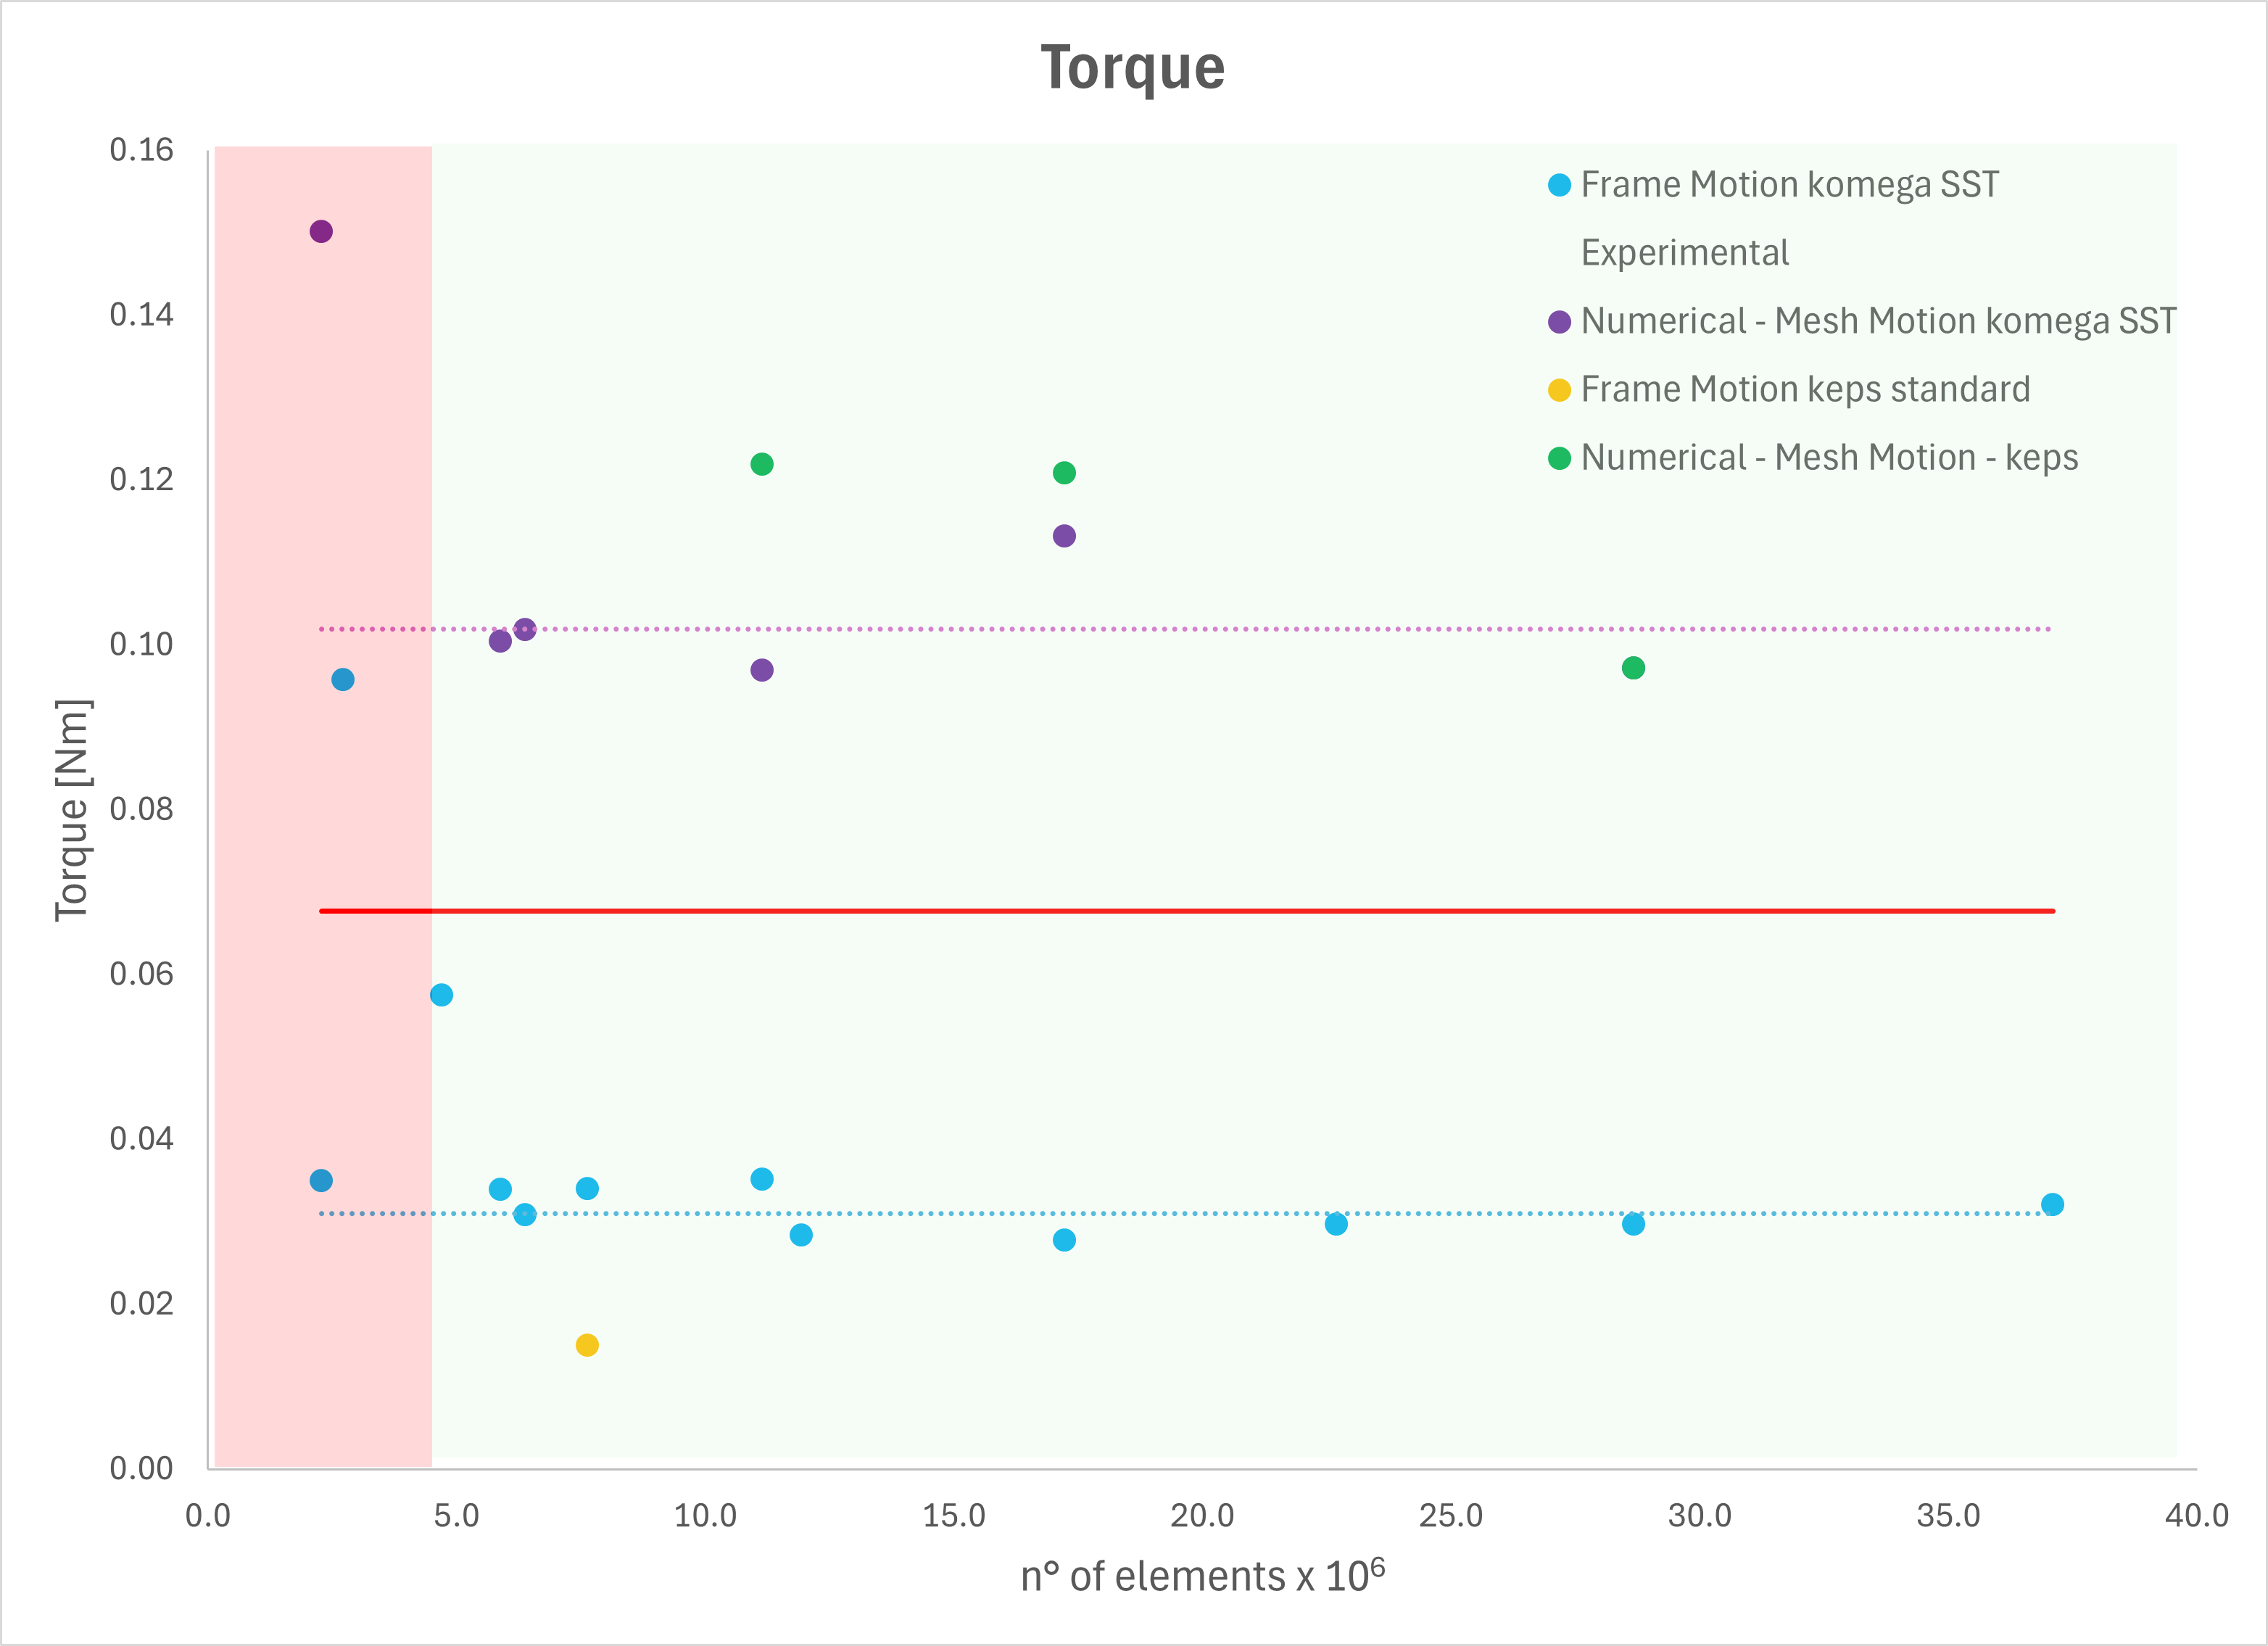 Torque
0.16
0.14
0.12
0.10
0.08
0.06
0.04
0.02
0.00
Torque [Nm]
Frame Motion komega SST
Experimental
Numerical - Mesh Motion komega SST
Frame Motion keps standard
Numerical - Mesh Motion - keps
0.0 5.0 10.0 15.0 20.0 25.0 30.0 35.0 40.0
n° of elements x 10⁶